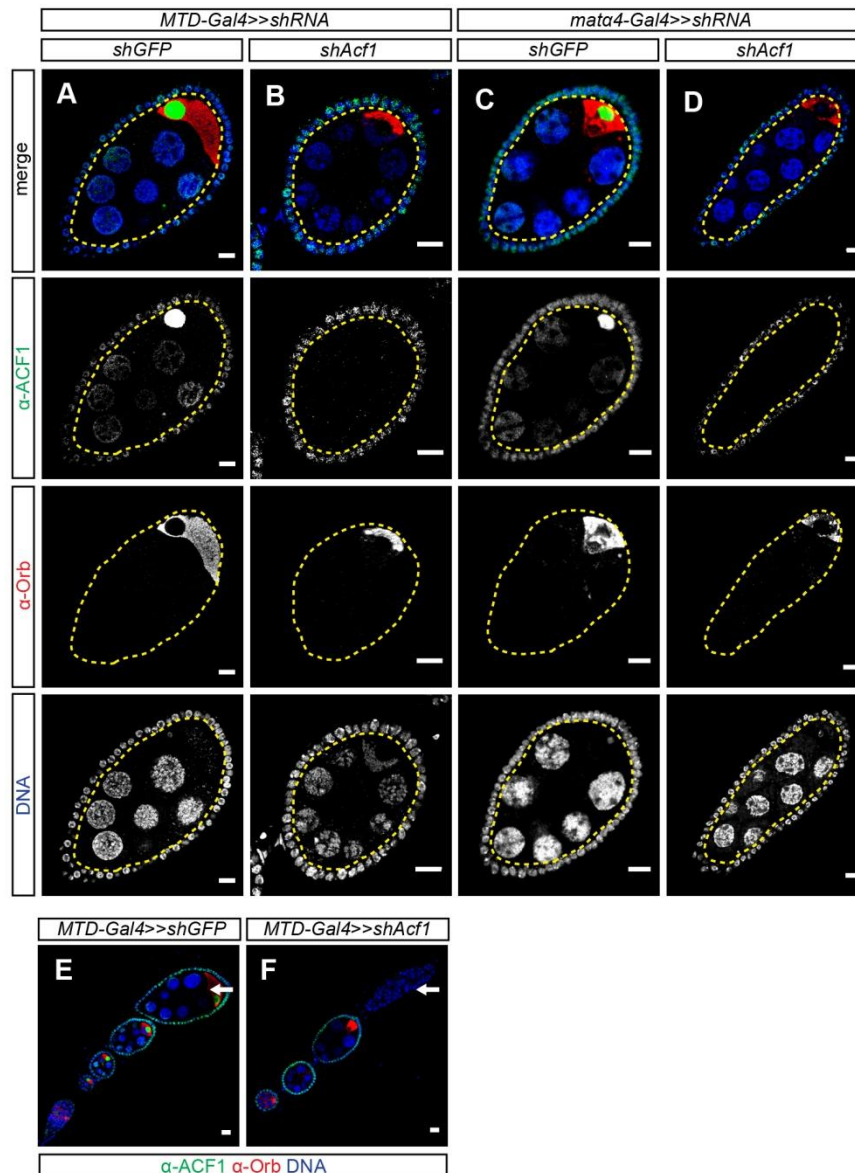 MTD-Gal4>>shRNA
matα4-Gal4>>shRNA
shGFP
shAcf1
shGFP
shAcf1
merge
A
B
C
D
α-ACF1
α-Orb
DNA
MTD-Gal4>>shGFP
MTD-Gal4>>shAcf1
E
F
α-ACF1 α-Orb DNA